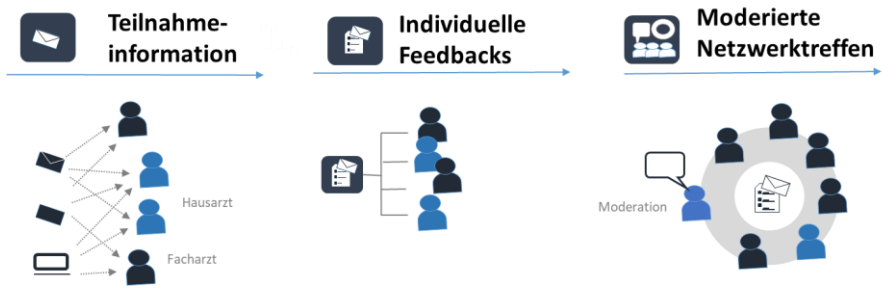 Teilnahme-
information
Individuelle
Feedbacks
Moderierte
Netzwerktreffen
Hausarzt
Facharzt
Moderation